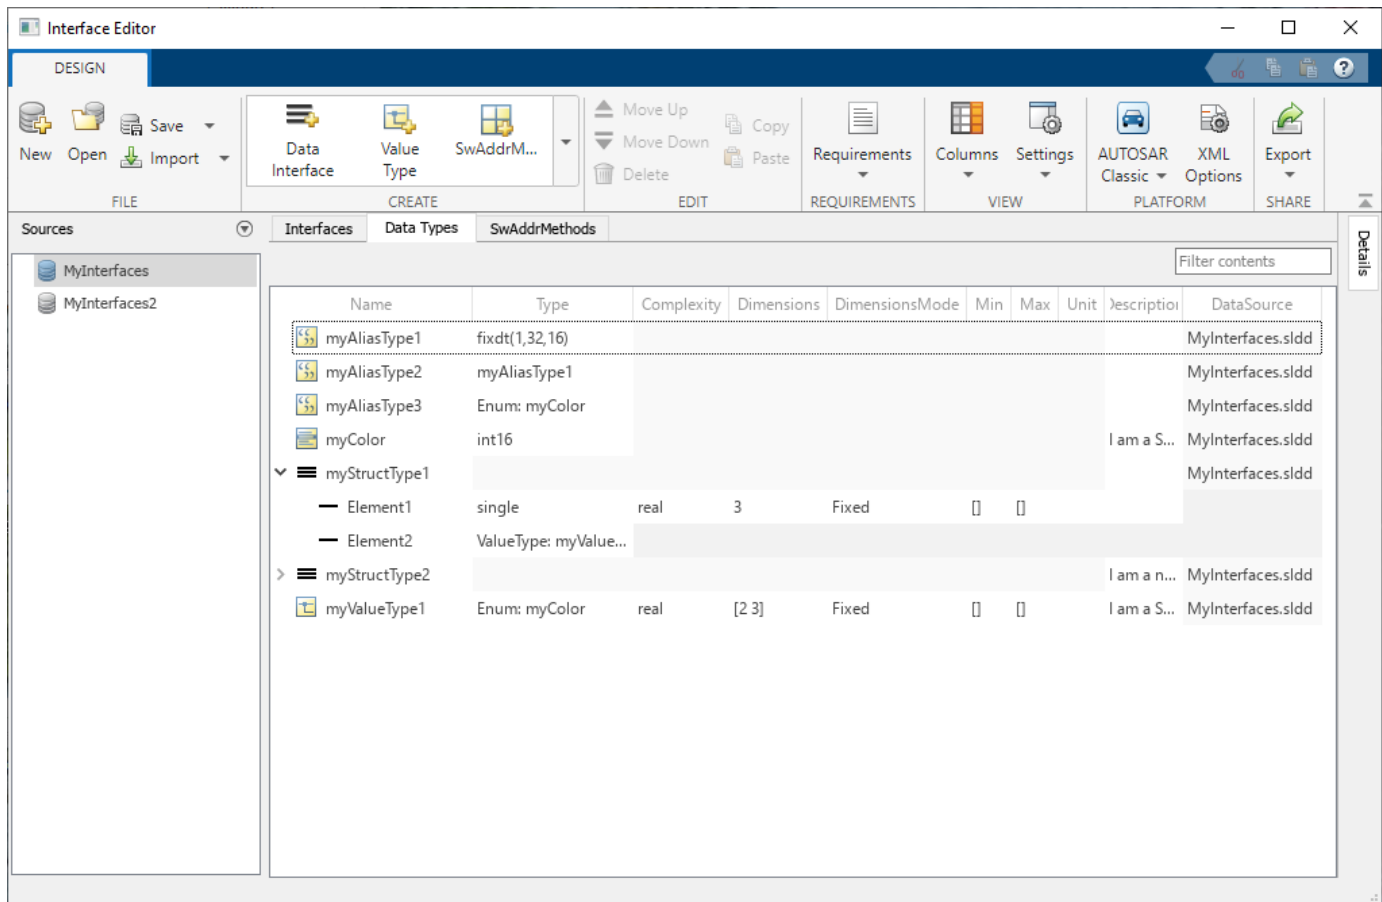 Interface Editor
DESIGN
New
Open
Save
Import
FILE
Data Interface
Value Type
SwAddrM...
CREATE
Move Up
Move Down
Delete
Copy
Paste
EDIT
Requirements
REQUIREMENTS
Columns
Settings
VIEW
AUTOSAR Classic
XML Options
PLATFORM
Export
SHARE
Sources
MyInterfaces
MyInterfaces2
Interfaces Data Types SwAddrMethods
Filter contents
Details
Name Type Complexity Dimensions DimensionsMode Min Max Unit Description DataSource
myAliasType1 fixdt(1,32,16) MyInterfaces.sldd
myAliasType2 myAliasType1 MyInterfaces.sldd
myAliasType3 Enum: myColor MyInterfaces.sldd
myColor int16 I am a S... MyInterfaces.sldd
myStructType1 MyInterfaces.sldd
Element1 single real 3 Fixed [] []
Element2 ValueType: myValue...
myStructType2 I am a n... MyInterfaces.sldd
myValueType1 Enum: myColor real [2 3] Fixed [] [] I am a S... MyInterfaces.sldd